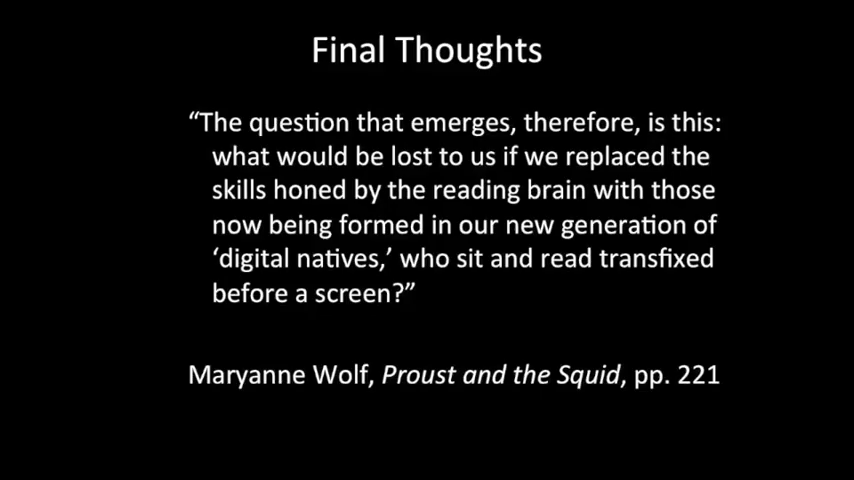 Final Thoughts
“The question that emerges, therefore, is this:
what would be lost to us if we replaced the
skills honed by the reading brain with those
now being formed in our new generation of
‘digital natives,’ who sit and read transfixed
before a screen?”
Maryanne Wolf, Proust and the Squid, pp. 221